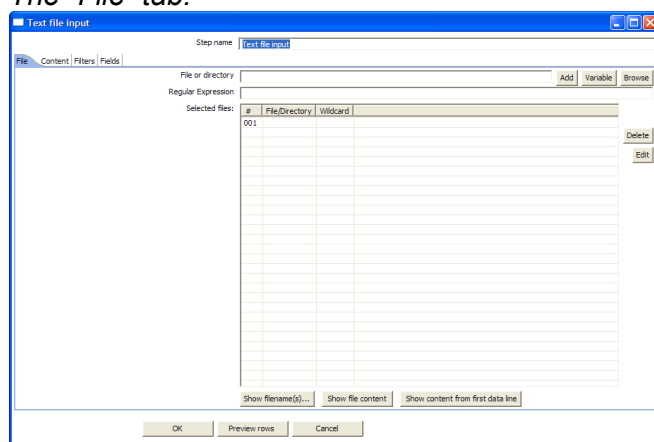 The "File" tab:
Text file input
Step name Text file input
File Content Filters Fields
File or directory Add Variable Browse
Regular Expression
Selected files: # File/Directory Wildcard
001
Delete
Edit
Show filename(s)... Show file content Show content from first data line
OK Preview rows Cancel